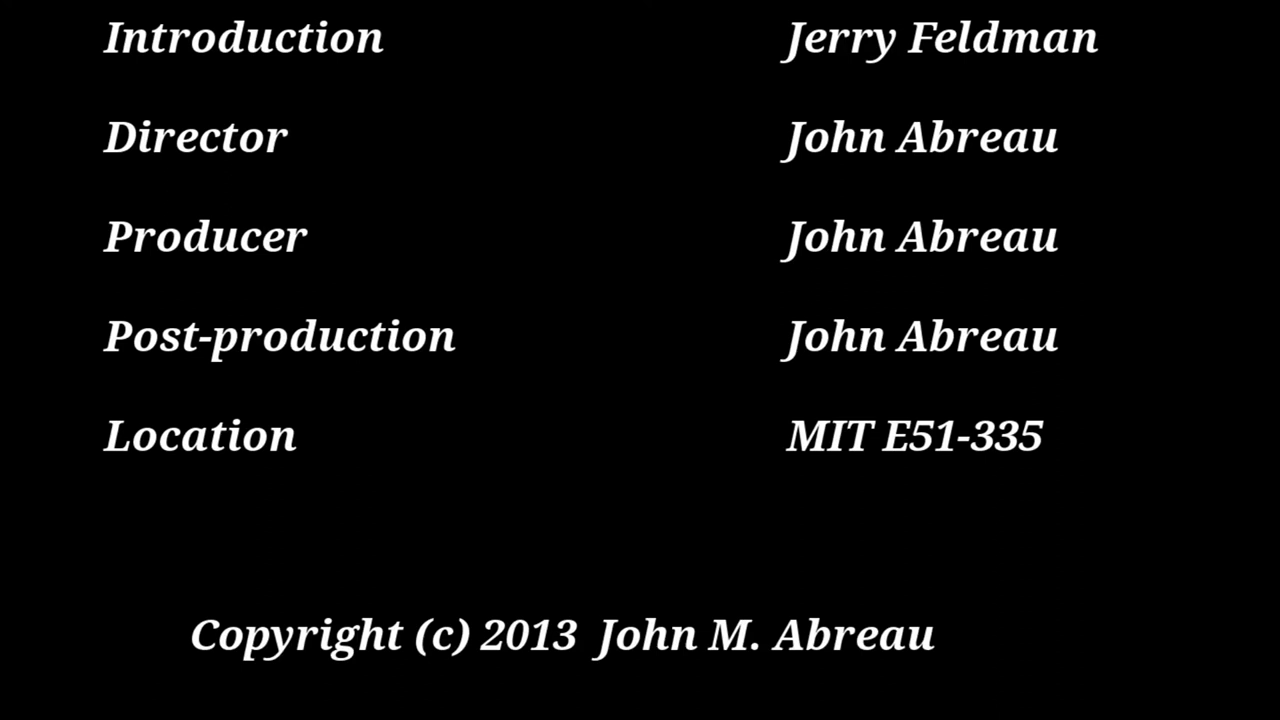 Introduction Jerry Feldman
Director John Abreau
Producer John Abreau
Post-production John Abreau
Location MIT E51-335
Copyright (c) 2013 John M. Abreau